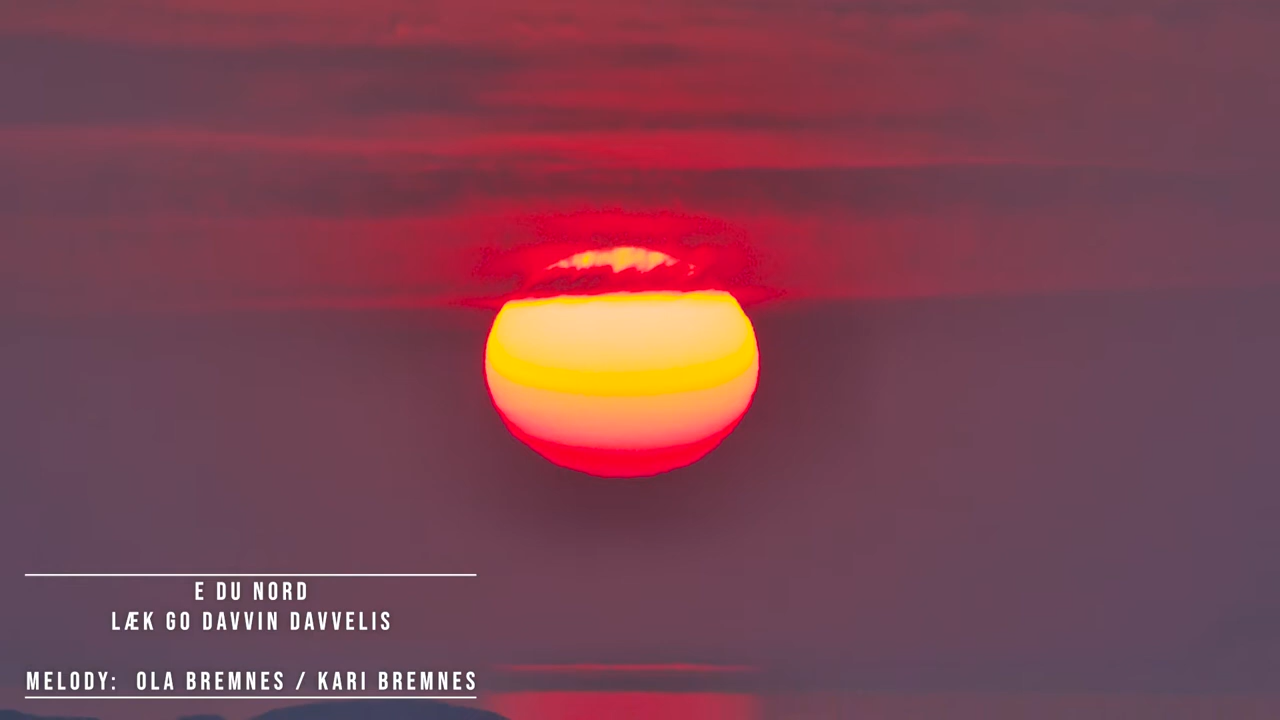 E DU NORD
LÆK GO DAVVIN DAVVELIS
MELODY: OLA BREMNES / KARI BREMNES